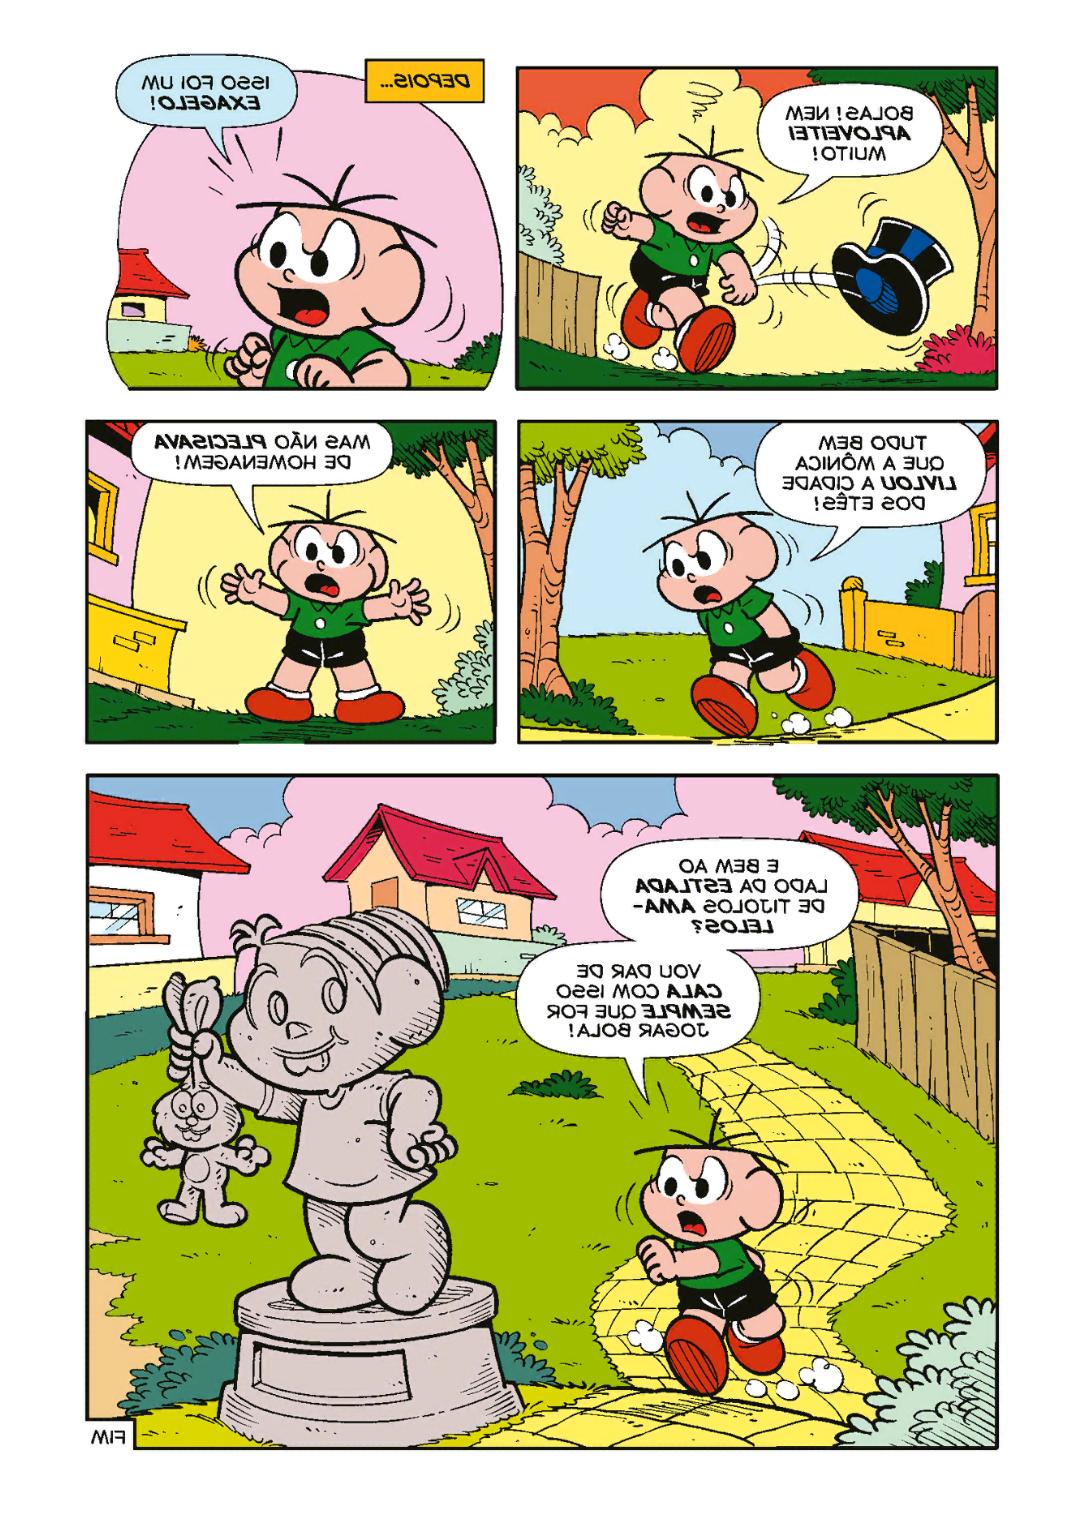 BOLAS! NEM
APLOVEITEI
MUITO!
DEPOIS...
ISSO FOI UM
EXAGELO!
TUDO BEM
QUE A MÔNICA
LIVLOU A CIDADE
DOS ETÊS!
MAS NÃO PLECISAVA
DE HOMENAGEM!
E BEM AO
LADO DA ESTLADA
DE TIJOLOS AMA-
LELOS?
VOU DAR DE
CALA COM ISSO
SEMPLE QUE FOR
JOGAR BOLA!
FIM